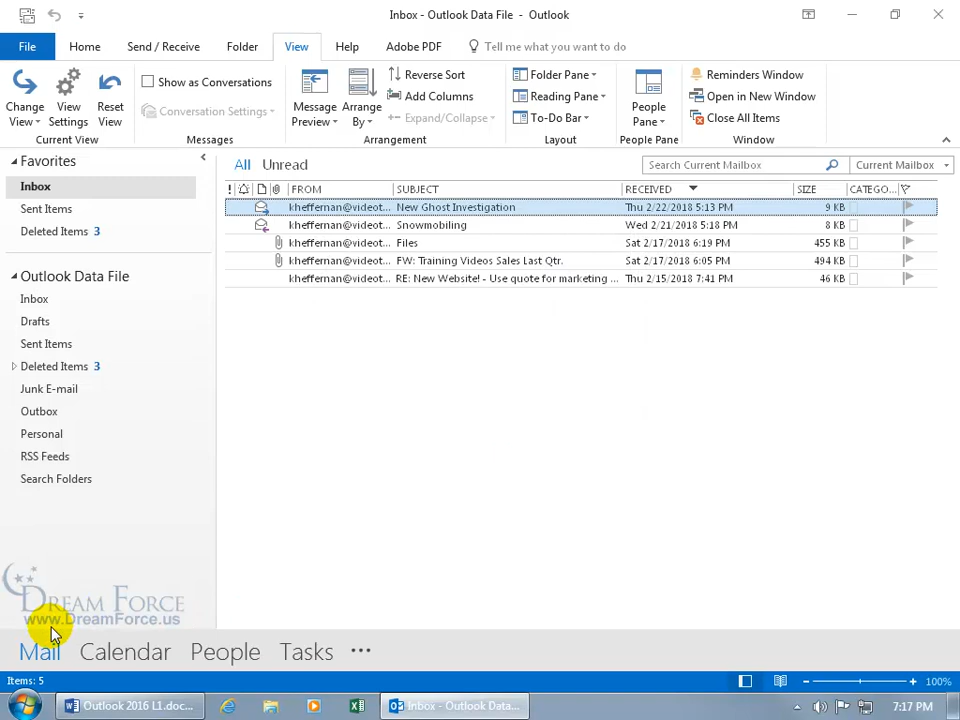 Inbox - Outlook Data File - Outlook
File Home Send / Receive Folder View Help Adobe PDF Tell me what you want to do
Change View
View Settings
Reset View
Current View
Show as Conversations
Conversation Settings
Messages
Message Preview
Arrange By
Reverse Sort
Add Columns
Expand/Collapse
Arrangement
Folder Pane
Reading Pane
To-Do Bar
Layout
People Pane
People Pane
Reminders Window
Open in New Window
Close All Items
Window
Favorites
Inbox
Sent Items
Deleted Items 3
Outlook Data File
Inbox
Drafts
Sent Items
Deleted Items 3
Junk E-mail
Outbox
Personal
RSS Feeds
Search Folders
All Unread Search Current Mailbox Current Mailbox
! FROM SUBJECT RECEIVED SIZE CATEGO...
kheffernan@videot... New Ghost Investigation Thu 2/22/2018 5:13 PM 9 KB
kheffernan@videot... Snowmobiling Wed 2/21/2018 5:18 PM 8 KB
kheffernan@videot... Files Sat 2/17/2018 6:19 PM 455 KB
kheffernan@videot... FW: Training Videos Sales Last Qtr. Sat 2/17/2018 6:05 PM 494 KB
kheffernan@videot... RE: New Website! - Use quote for marketing ... Thu 2/15/2018 7:41 PM 46 KB
DREAM FORCE
www.DreamForce.us
Mail Calendar People Tasks ...
Items: 5 100%
Outlook 2016 L1.doc... Inbox - Outlook Data... 7:17 PM